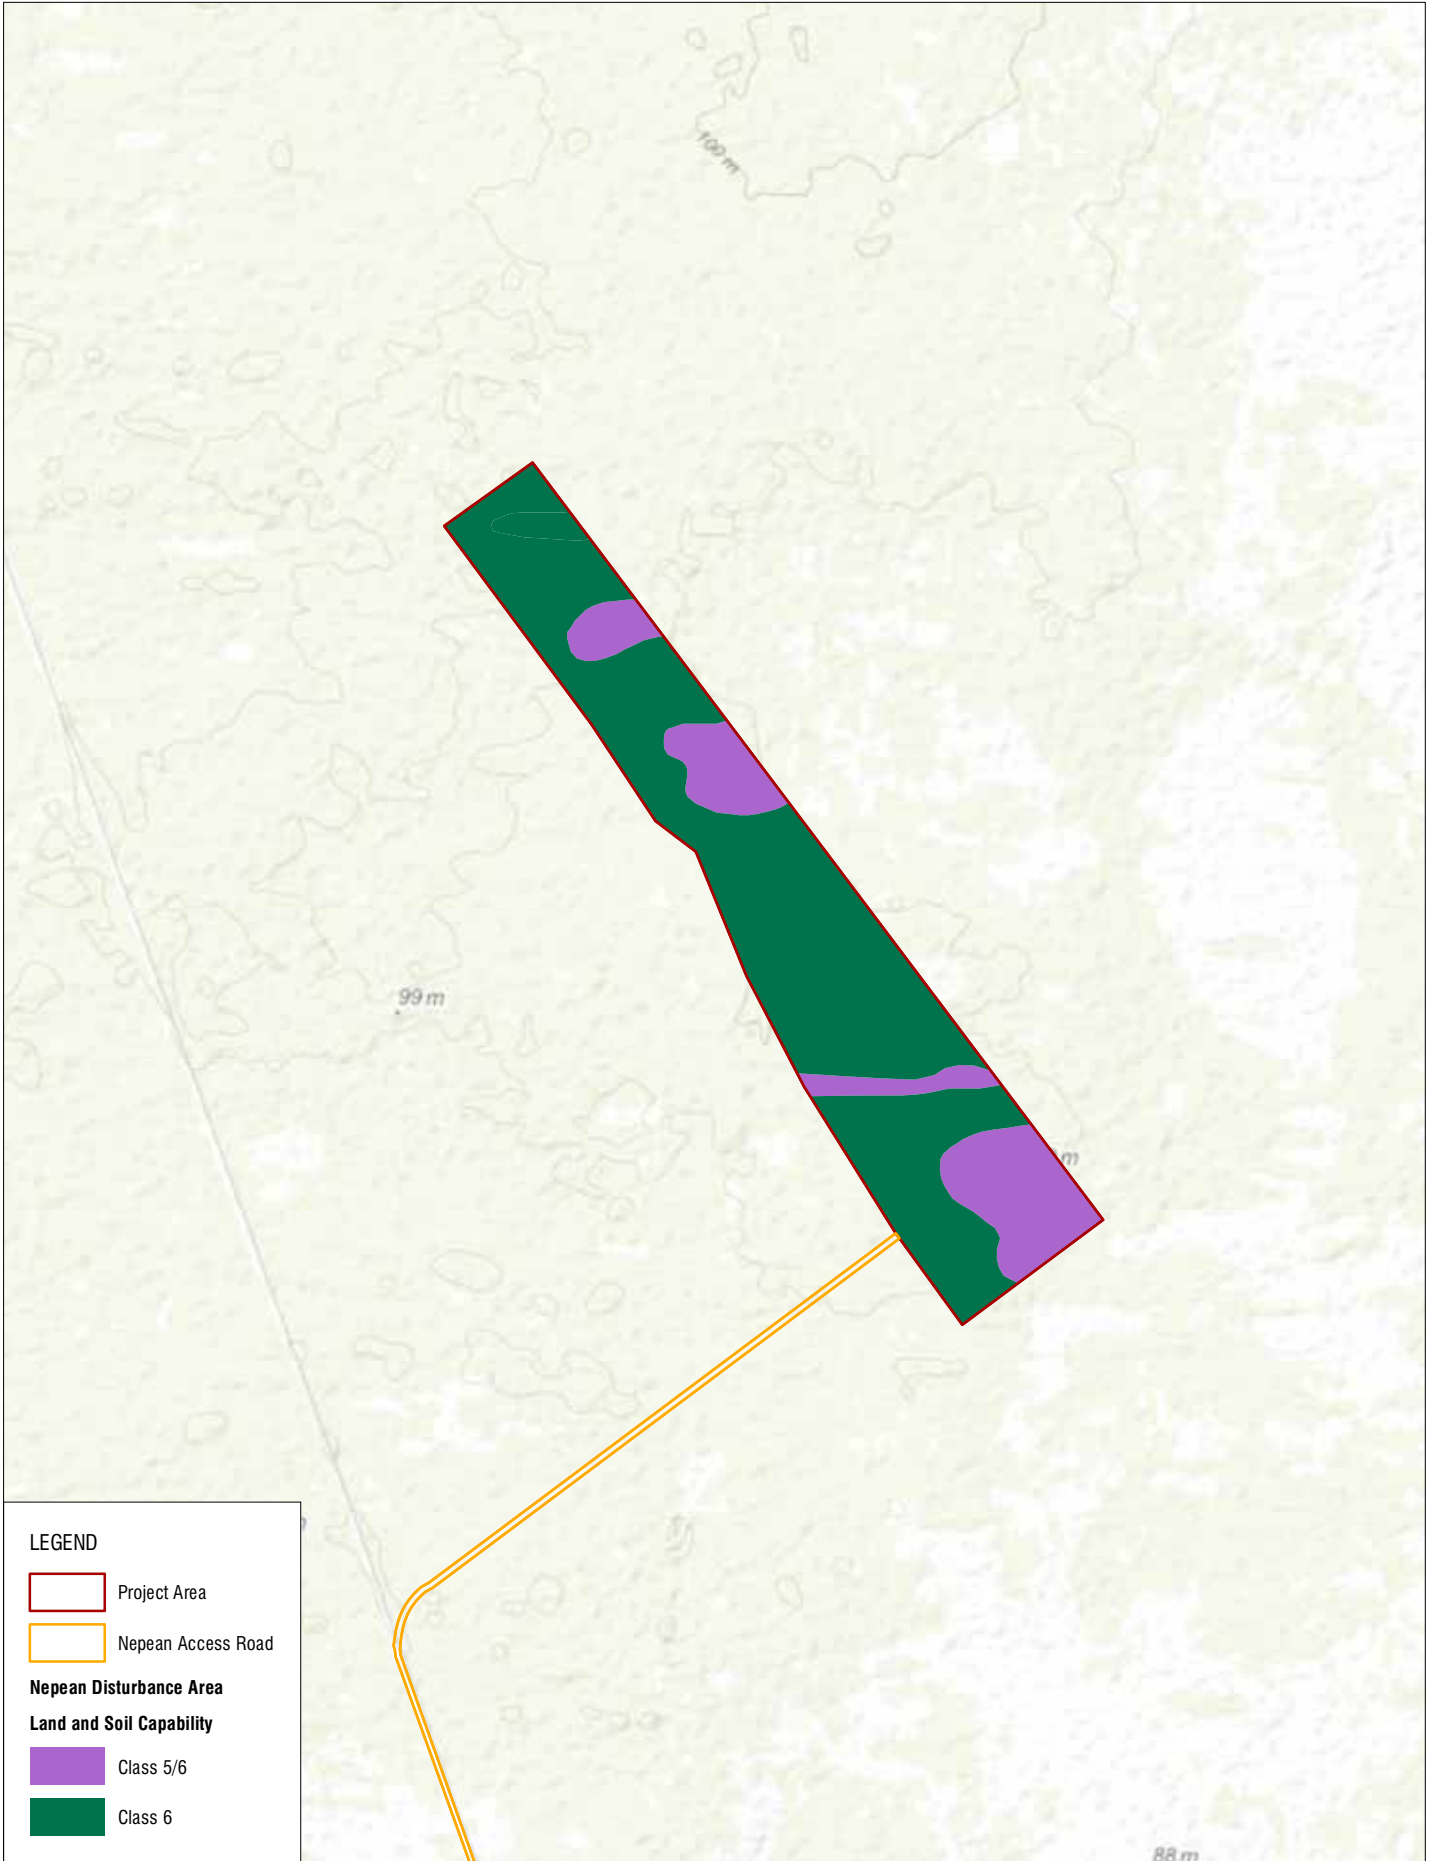 100 m
99 m
m
LEGEND
Project Area
Nepean Access Road
Nepean Disturbance Area
Land and Soil Capability
Class 5/6
Class 6
88 m